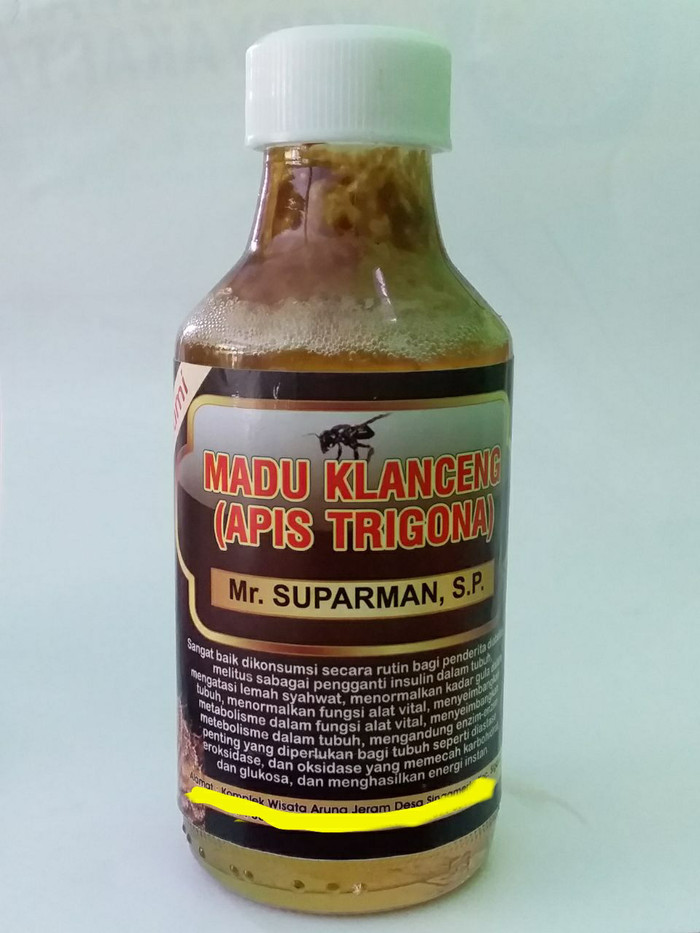 MADU KLANCENG
(APIS TRIGONA)
Mr. SUPARMAN, S.P.
Sangat baik dikonsumsi secara rutin bagi penderita
melitus sabagai pengganti insulin dalam tubuh,
mengatasi lemah syahwat, menormalkan kadar gula
tubuh, menormalkan fungsi alat vital, menyeimbangkan
metabolisme dalam fungsi alat vital, menyeimbangkan
metebolisme dalam tubuh, mengandung
penting yang diperlukan bagi tubuh seperti
eroksidase, dan oksidase yang memecah
dan glukosa, dan menghasilkan energi instan
Alamat : Komplek Wisata Arung Jeram Desa